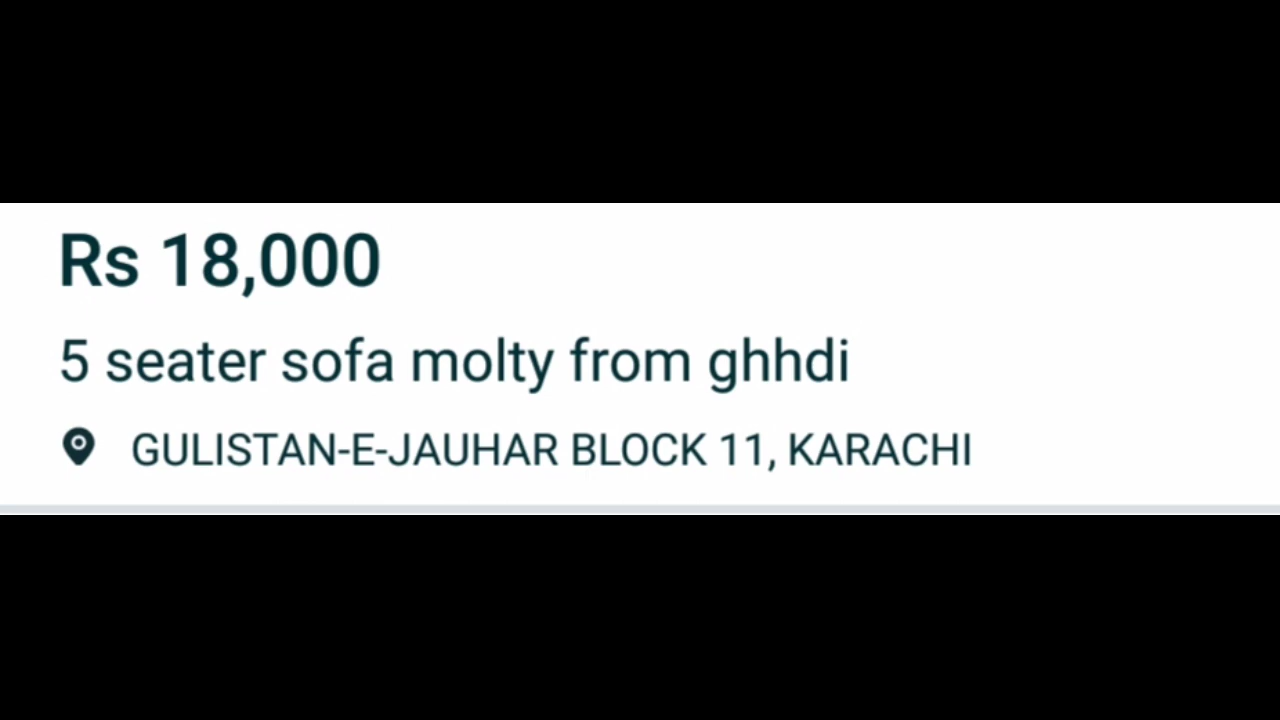 Rs 18,000
5 seater sofa molty from ghhdi
GULISTAN-E-JAUHAR BLOCK 11, KARACHI